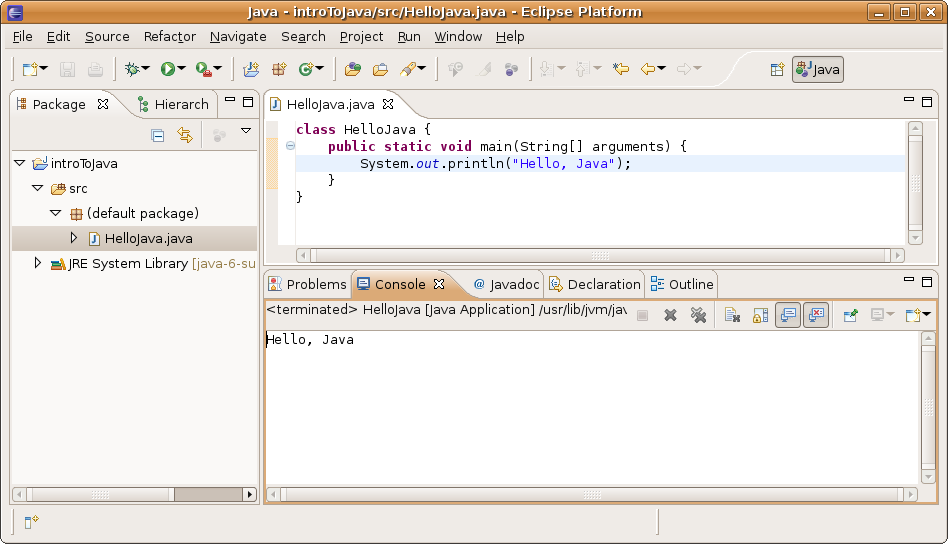 Java - introToJava/src/HelloJava.java - Eclipse Platform
File Edit Source Refactor Navigate Search Project Run Window Help
Java
Package Hierarch
HelloJava.java
class HelloJava {
    public static void main(String[] arguments) {
        System.out.println("Hello, Java");
    }
}
introToJava
src
(default package)
HelloJava.java
JRE System Library [java-6-su
Problems Console @ Javadoc Declaration Outline
<terminated> HelloJava [Java Application] /usr/lib/jvm/jav
Hello, Java